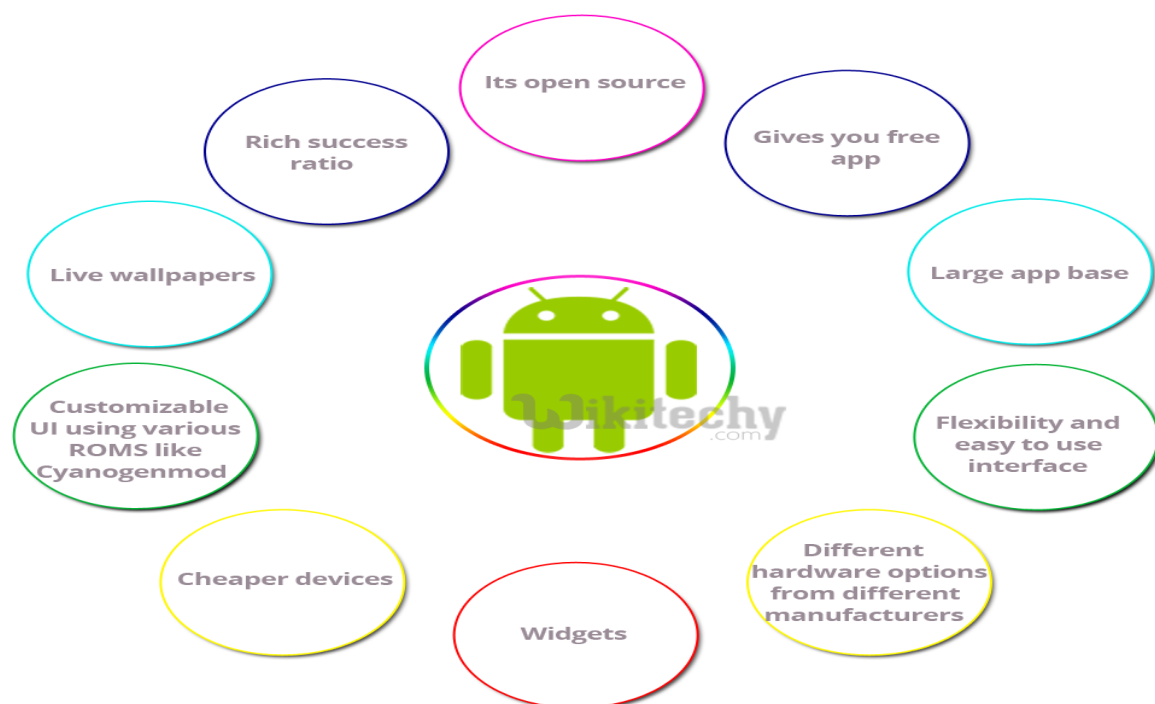 Its open source
Gives you free
app
Large app base
Flexibility and
easy to use
interface
Different
hardware options
from different
manufacturers
Widgets
Cheaper devices
Customizable
UI using various
ROMS like
Cyanogenmod
Live wallpapers
Rich success
ratio
Wikitechy
.com